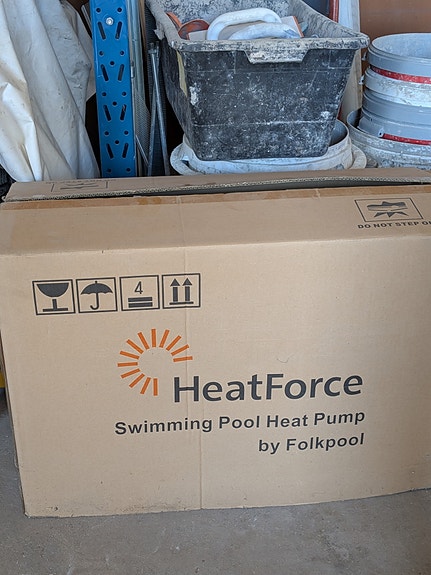 DO NOT STEP
4
HeatForce
Swimming Pool Heat Pump
by Folkpool